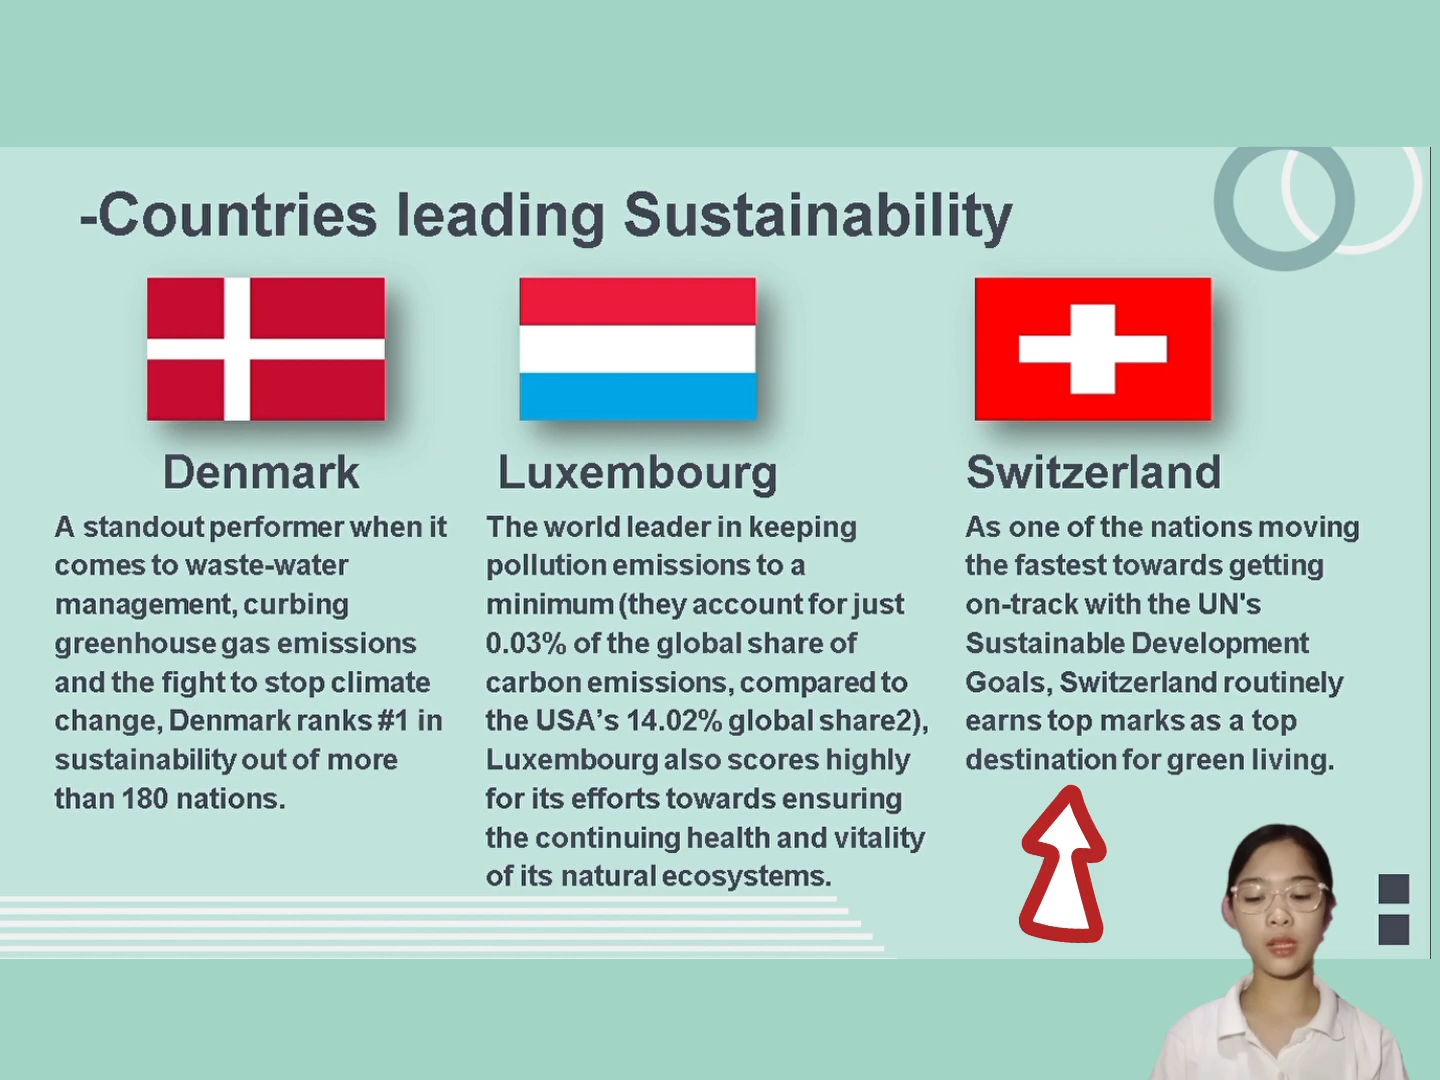 -Countries leading Sustainability
Denmark
A standout performer when it
comes to waste-water
management, curbing
greenhouse gas emissions
and the fight to stop climate
change, Denmark ranks #1 in
sustainability out of more
than 180 nations.
Luxembourg
The world leader in keeping
pollution emissions to a
minimum (they account for just
0.03% of the global share of
carbon emissions, compared to
the USA’s 14.02% global share2),
Luxembourg also scores highly
for its efforts towards ensuring
the continuing health and vitality
of its natural ecosystems.
Switzerland
As one of the nations moving
the fastest towards getting
on-track with the UN's
Sustainable Development
Goals, Switzerland routinely
earns top marks as a top
destination for green living.